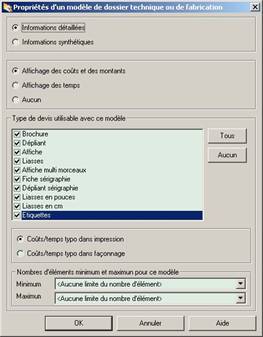 Propriétés d'un modèle de dossier technique ou de fabrication
Informations détaillées
Informations synthétiques
Affichage des coûts et des montants
Affichage des temps
Aucun
Type de devis utilisable avec ce modèle
Brochure
Tous
Dépliant
Affiche
Aucun
Liasses
Affiche multi morceaux
Fiche sérigraphie
Dépliant sérigraphie
Liasses en pouces
Liasses en cm
Etiquettes
Coûts/temps typo dans impression
Coûts/temps typo dans façonnage
Nombres d'éléments minimum et maximun pour ce modèle
Minimum <Aucune limite du nombre d'élément>
Maximun <Aucune limite du nombre d'élément>
OK Annuler Aide